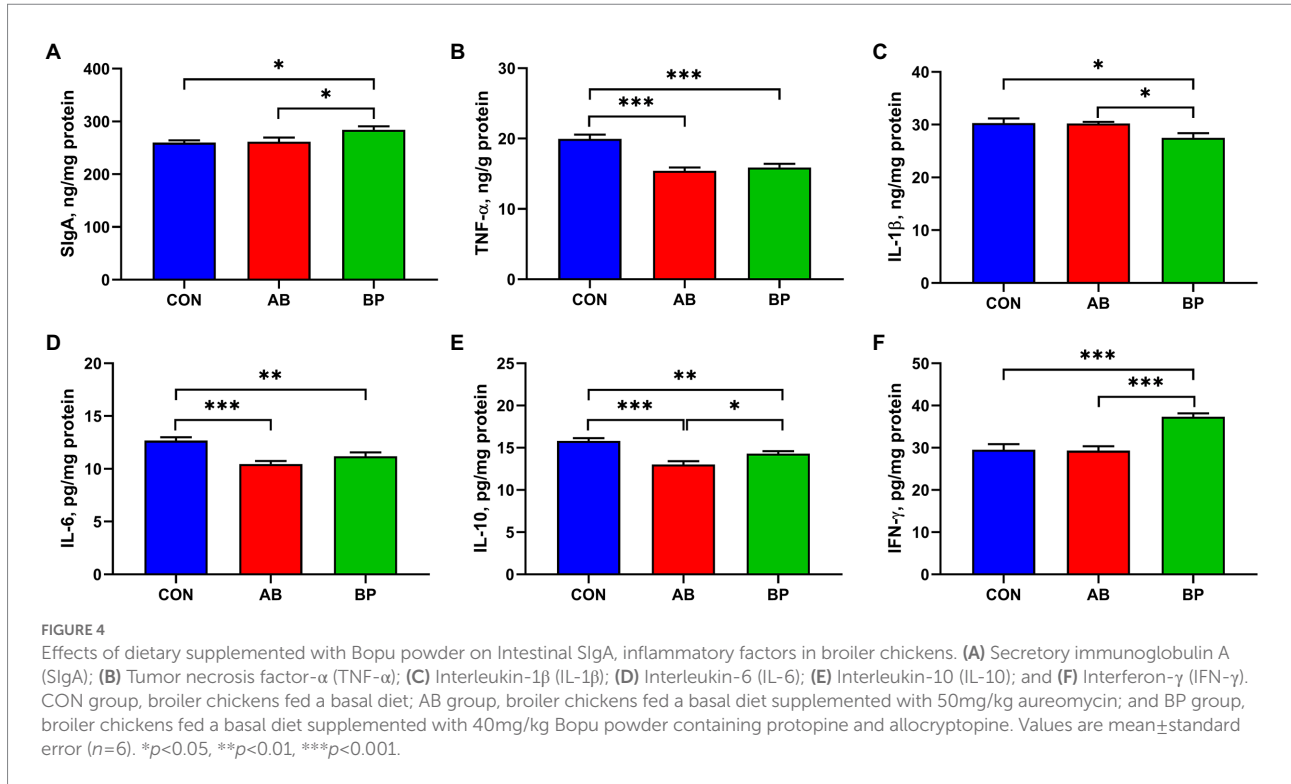 A
SIgA, ng/mg protein
400
300
200
100
0
*
*
CON AB BP
B
TNF-α, ng/g protein
30
20
10
0
***
***
CON AB BP
C
IL-1β, ng/mg protein
40
30
20
10
0
*
*
CON AB BP
D
IL-6, pg/mg protein
20
15
10
5
0
**
***
CON AB BP
E
IL-10, pg/mg protein
25
20
15
10
5
0
**
*** *
CON AB BP
F
IFN-γ, pg/mg protein
50
40
30
20
10
0
***
***
CON AB BP
FIGURE 4
Effects of dietary supplemented with Bopu powder on Intestinal SIgA, inflammatory factors in broiler chickens. (A) Secretory immunoglobulin A
(SIgA); (B) Tumor necrosis factor-α (TNF-α); (C) Interleukin-1β (IL-1β); (D) Interleukin-6 (IL-6); (E) Interleukin-10 (IL-10); and (F) Interferon-γ (IFN-γ).
CON group, broiler chickens fed a basal diet; AB group, broiler chickens fed a basal diet supplemented with 50mg/kg aureomycin; and BP group,
broiler chickens fed a basal diet supplemented with 40mg/kg Bopu powder containing protopine and allocryptopine. Values are mean±standard
error (n=6). *p<0.05, **p<0.01, ***p<0.001.